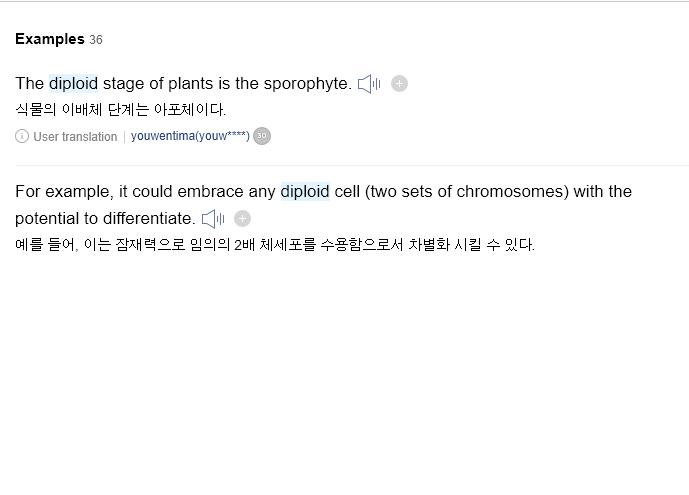 Examples 36
The diploid stage of plants is the sporophyte.
식물의 이배체 단계는 아포체이다.
User translation | youwentima(youw****) 30
For example, it could embrace any diploid cell (two sets of chromosomes) with the
potential to differentiate.
예를 들어, 이는 잠재력으로 임의의 2배 체세포를 수용함으로서 차별화 시킬 수 있다.